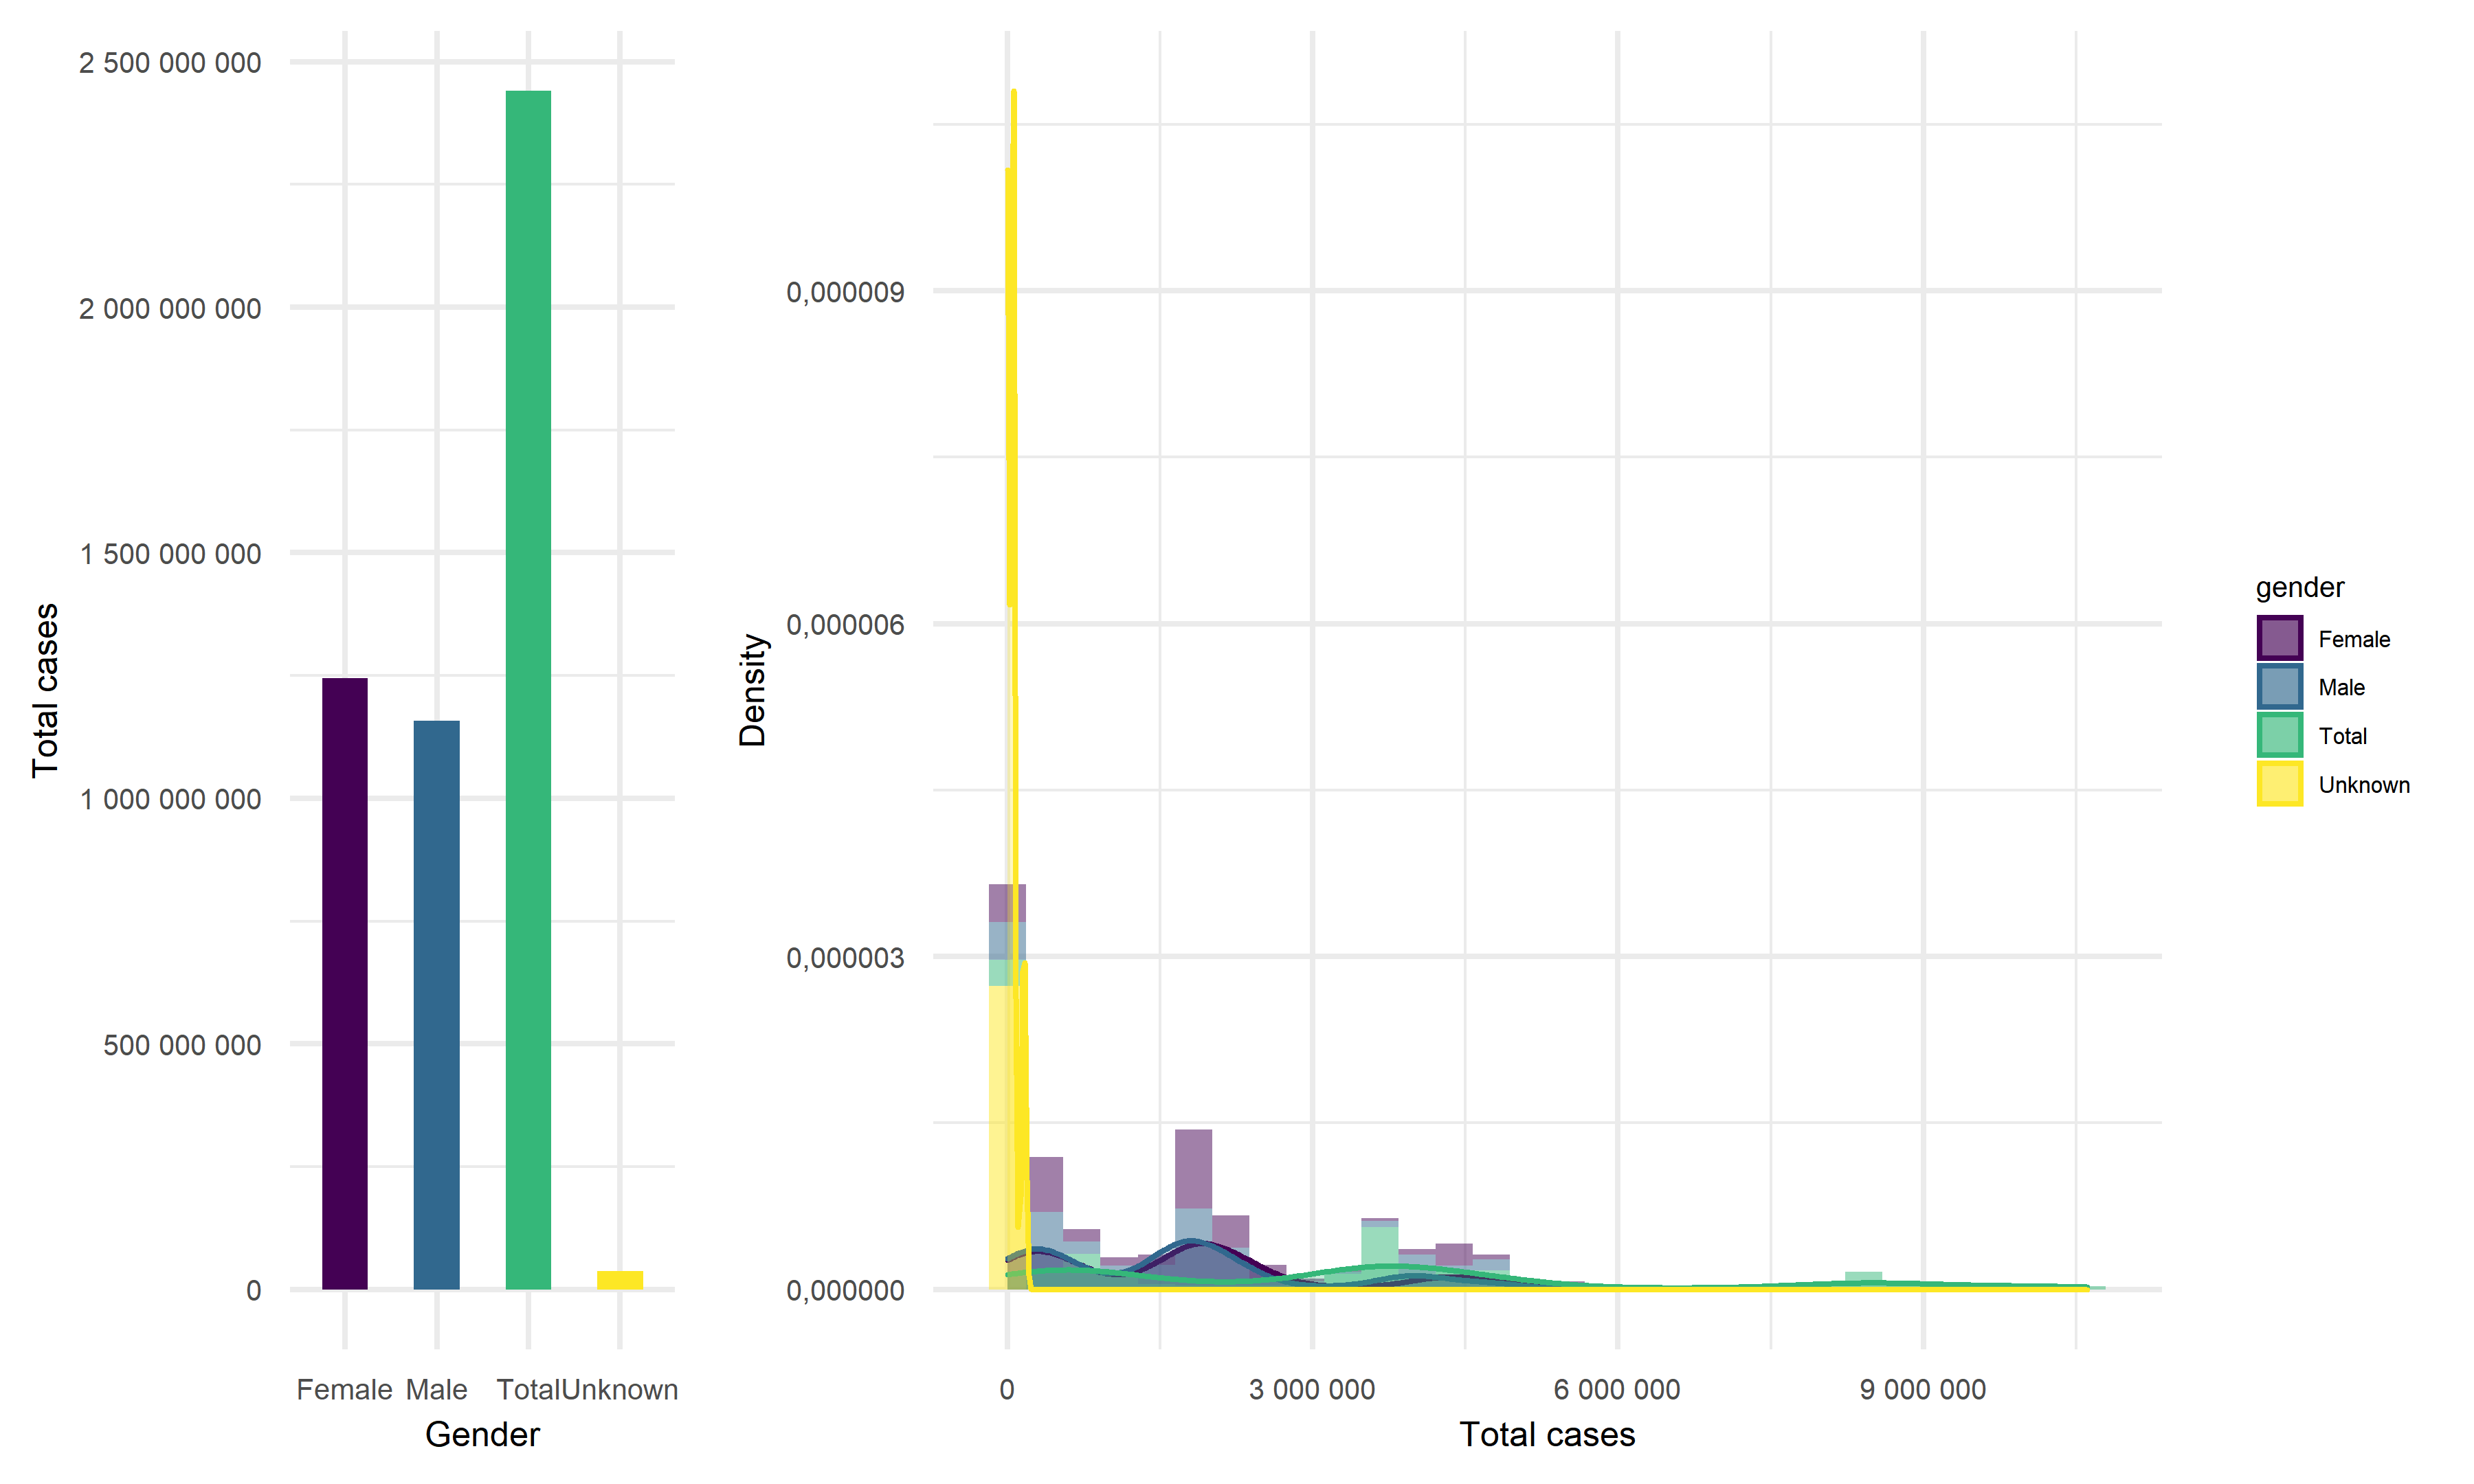 2 500 000 000
2 000 000 000
1 500 000 000
1 000 000 000
500 000 000
0
Total cases
Female Male Total Unknown
Gender
0,000009
0,000006
0,000003
0,000000
Density
0 3 000 000 6 000 000 9 000 000
Total cases
gender
Female
Male
Total
Unknown